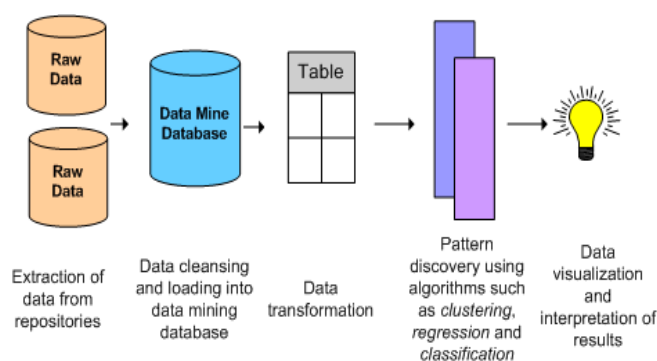 Raw
Data
Raw
Data
Data Mine
Database
Table
Extraction of
data from
repositories
Data cleansing
and loading into
data mining
database
Data
transformation
Pattern
discovery using
algorithms such
as clustering,
regression and
classification
Data
visualization
and
interpretation of
results